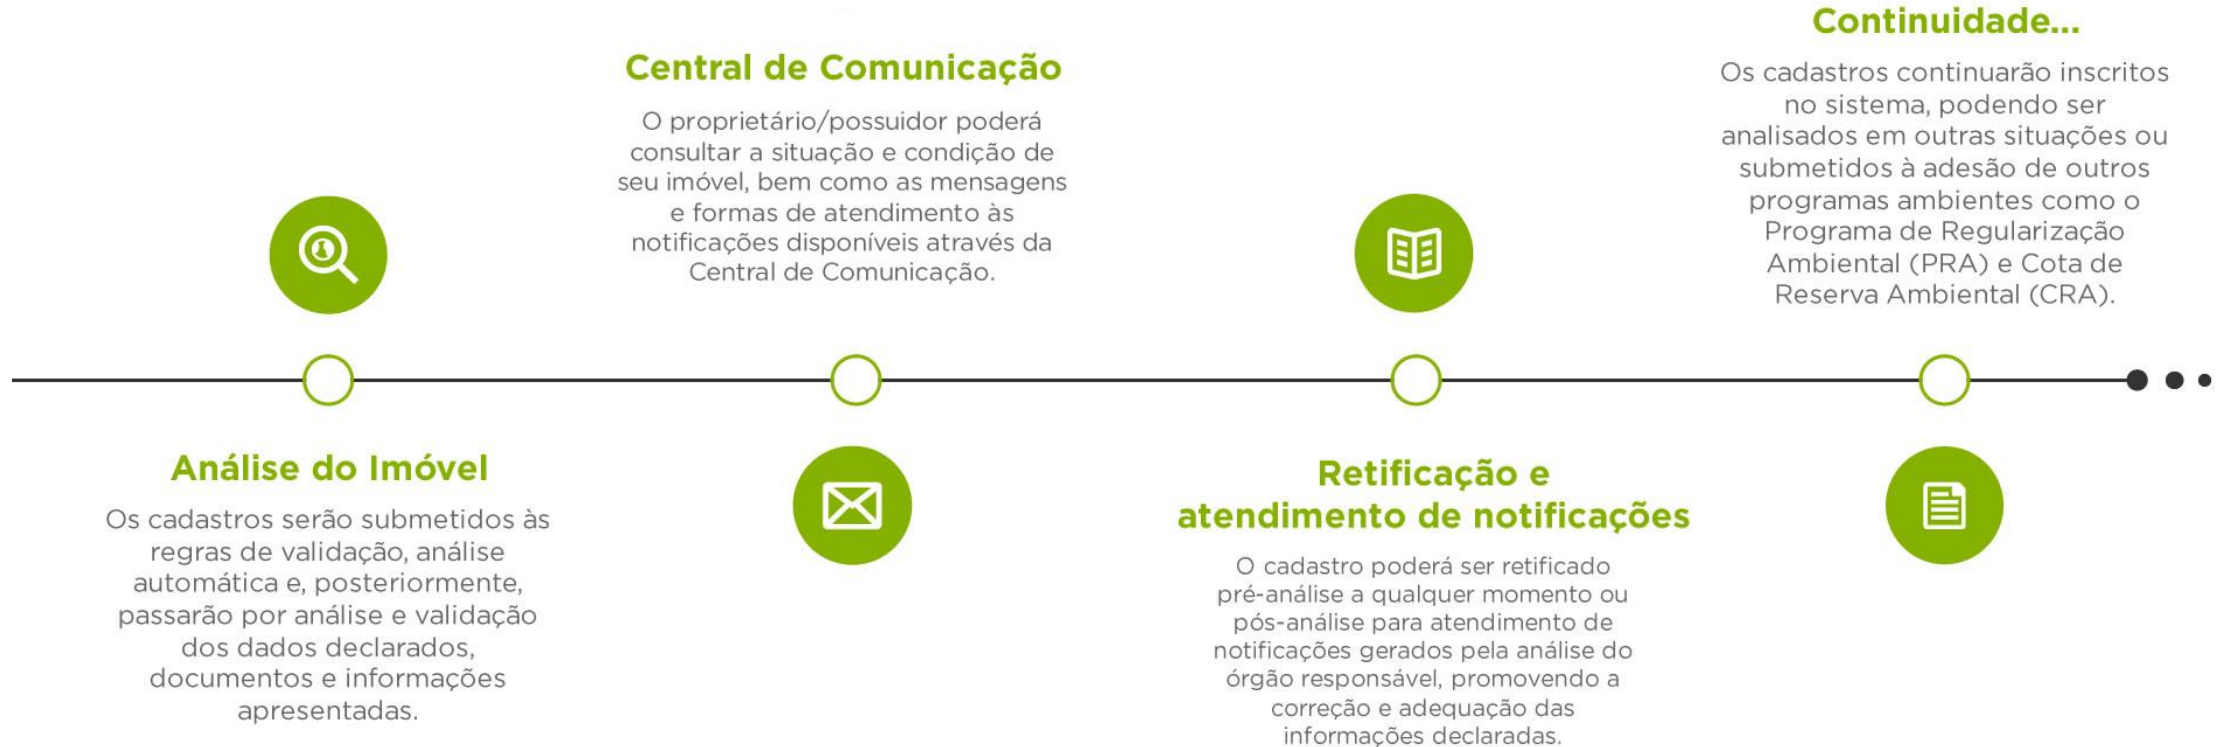 Análise do Imóvel
Os cadastros serão submetidos às
regras de validação, análise
automática e, posteriormente,
passarão por análise e validação
dos dados declarados,
documentos e informações
apresentadas.
Central de Comunicação
O proprietário/possuidor poderá
consultar a situação e condição de
seu imóvel, bem como as mensagens
e formas de atendimento às
notificações disponíveis através da
Central de Comunicação.
Retificação e
atendimento de notificações
O cadastro poderá ser retificado
pré-análise a qualquer momento ou
pós-análise para atendimento de
notificações gerados pela análise do
órgão responsável, promovendo a
correção e adequação das
informações declaradas.
Continuidade...
Os cadastros continuarão inscritos
no sistema, podendo ser
analisados em outras situações ou
submetidos à adesão de outros
programas ambientes como o
Programa de Regularização
Ambiental (PRA) e Cota de
Reserva Ambiental (CRA).